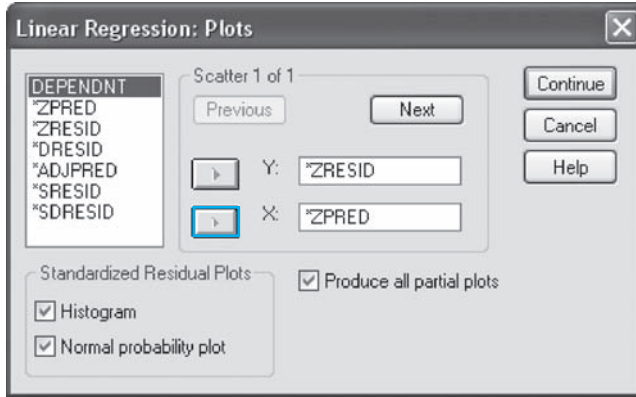 Linear Regression: Plots
DEPENDNT
*ZPRED
*ZRESID
*DRESID
*ADJPRED
*SRESID
*SDRESID
Scatter 1 of 1
Previous
Next
Y: *ZRESID
X: *ZPRED
Continue
Cancel
Help
Standardized Residual Plots
Histogram
Normal probability plot
Produce all partial plots